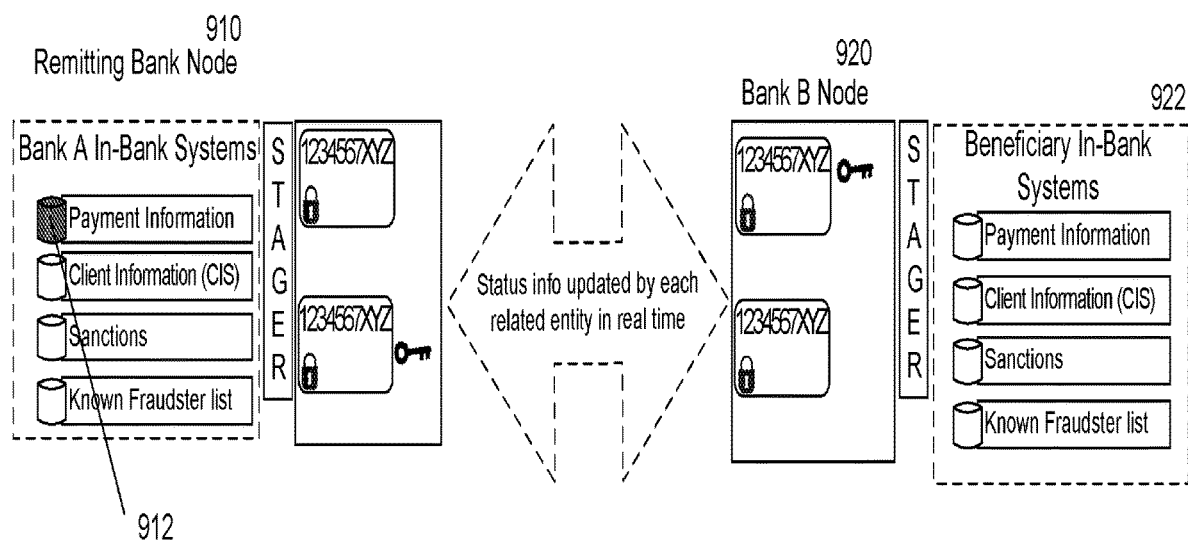 910
Remitting Bank Node
Bank A In-Bank Systems
Payment Information
Client Information (CIS)
Sanctions
Known Fraudster list
STAGER
1234567XYZ
1234567XYZ
912
Status info updated by each
related entity in real time
920
Bank B Node
1234567XYZ
1234567XYZ
STAGER
922
Beneficiary In-Bank
Systems
Payment Information
Client Information (CIS)
Sanctions
Known Fraudster list